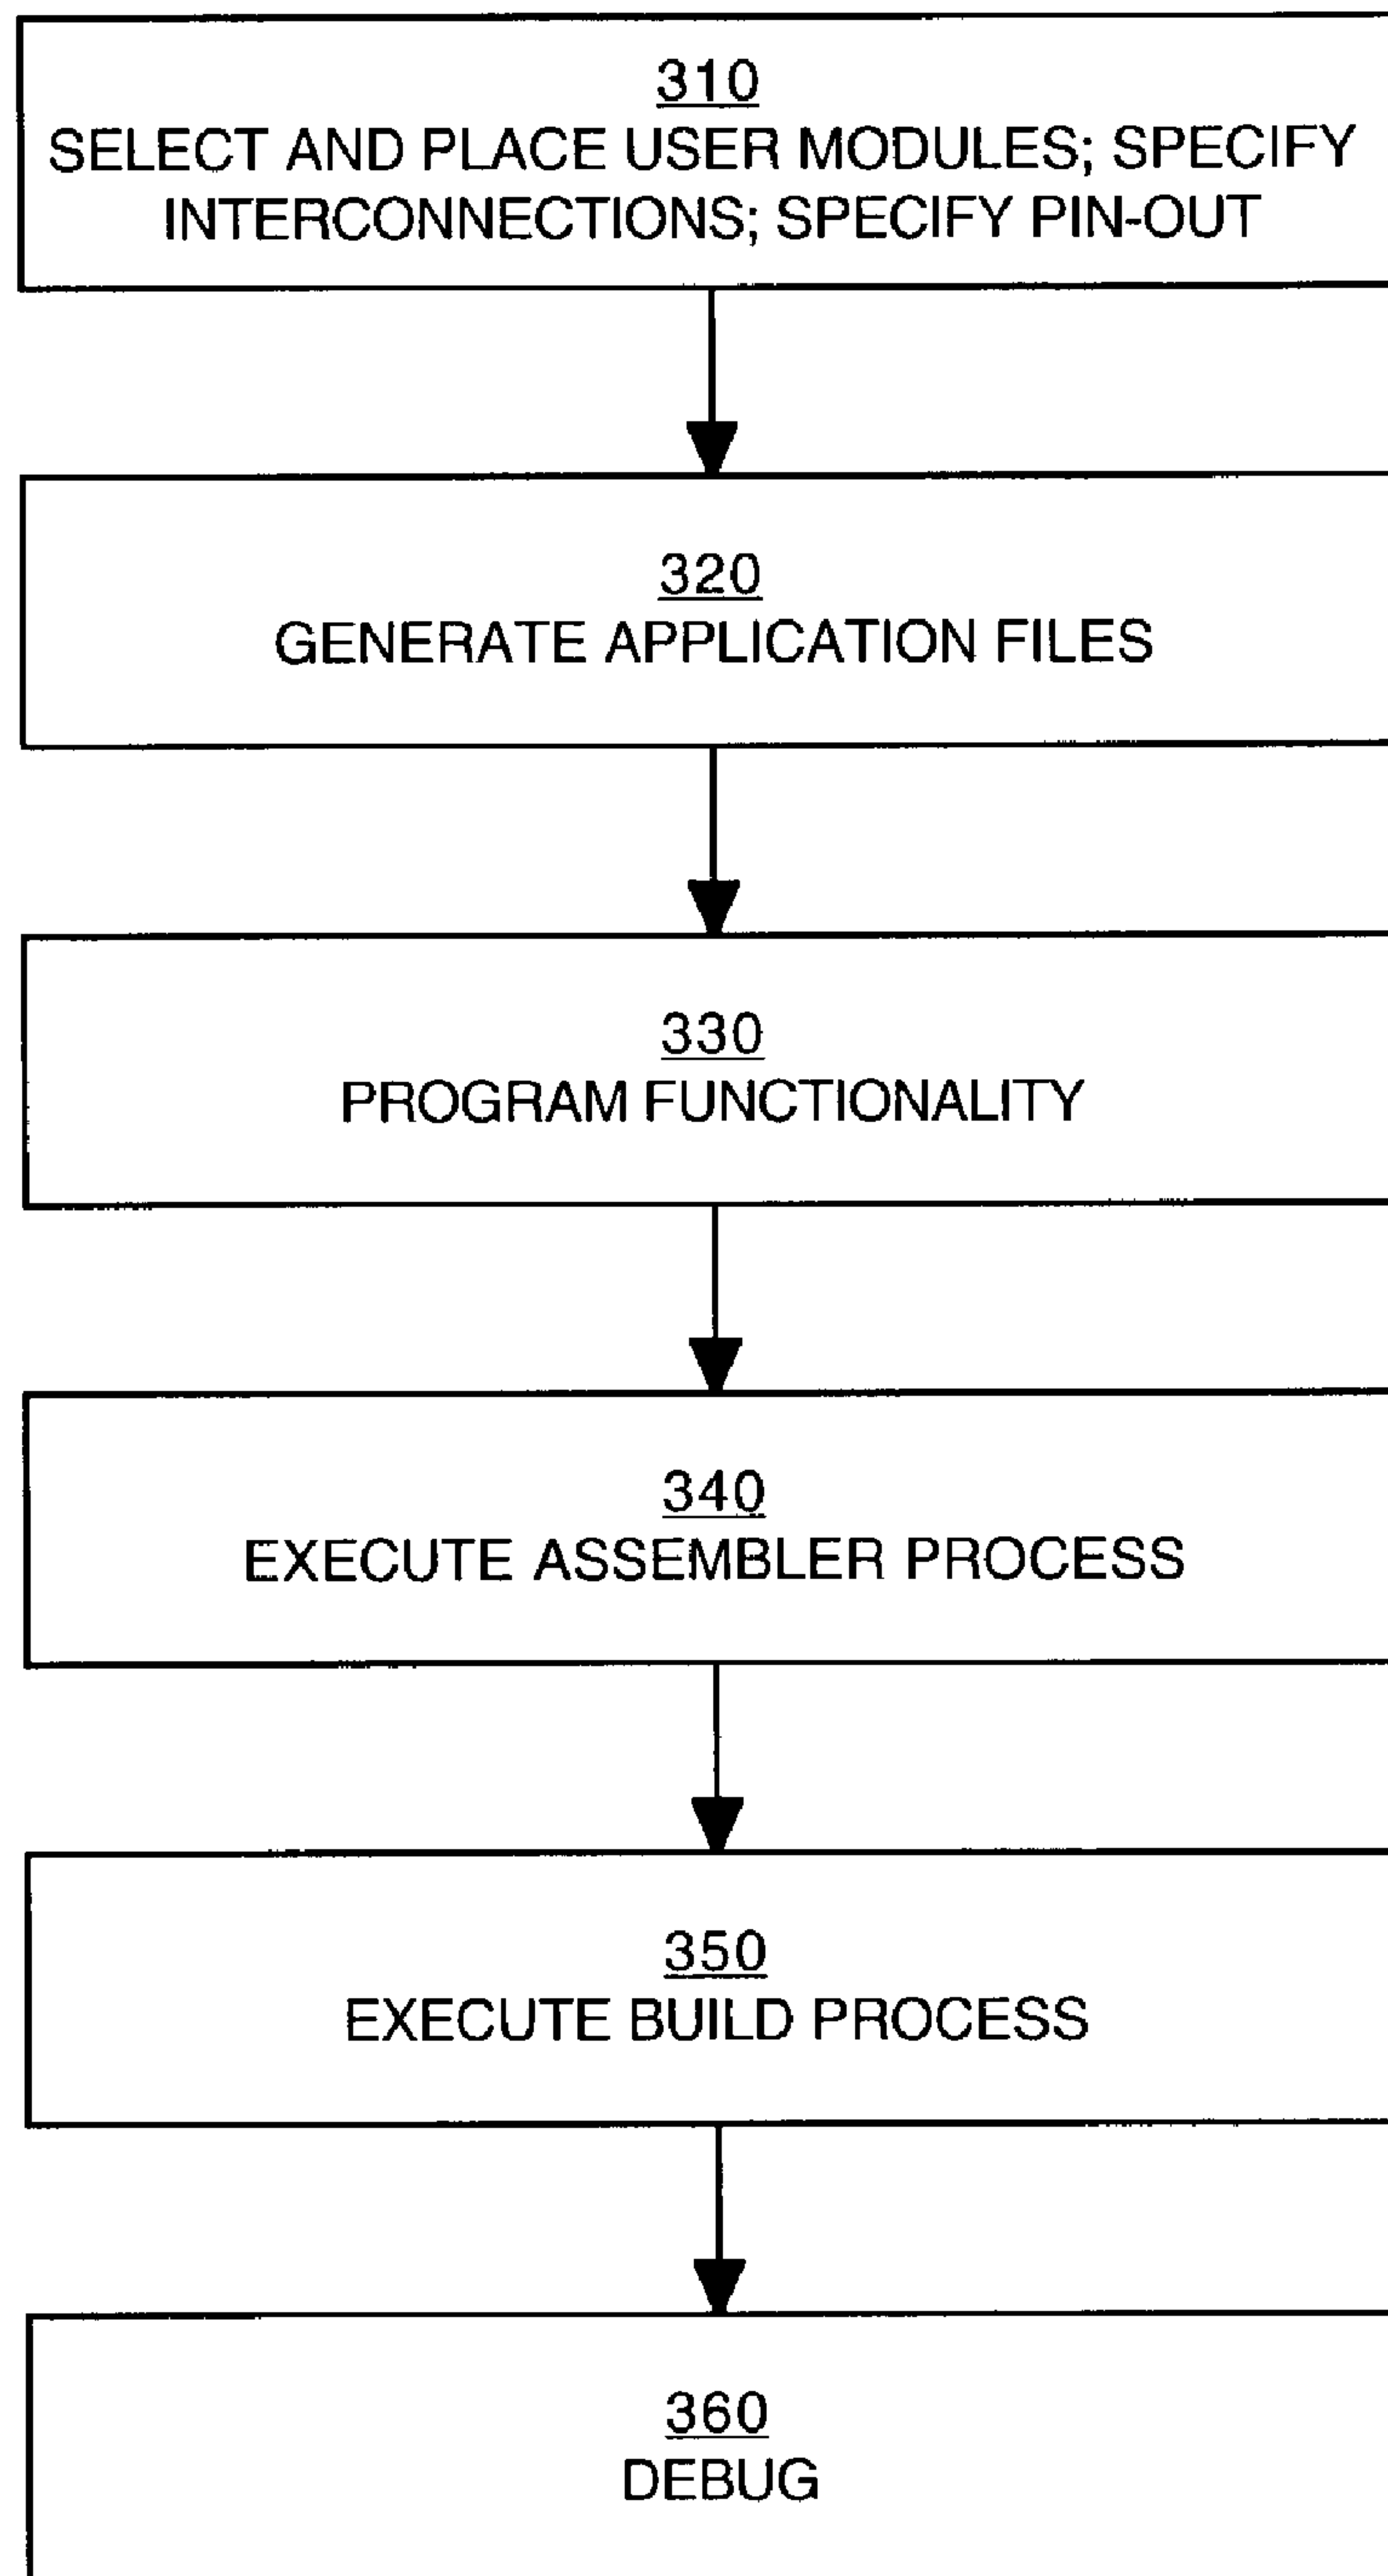 310
SELECT AND PLACE USER MODULES; SPECIFY
INTERCONNECTIONS; SPECIFY PIN-OUT
320
GENERATE APPLICATION FILES
330
PROGRAM FUNCTIONALITY
340
EXECUTE ASSEMBLER PROCESS
350
EXECUTE BUILD PROCESS
360
DEBUG